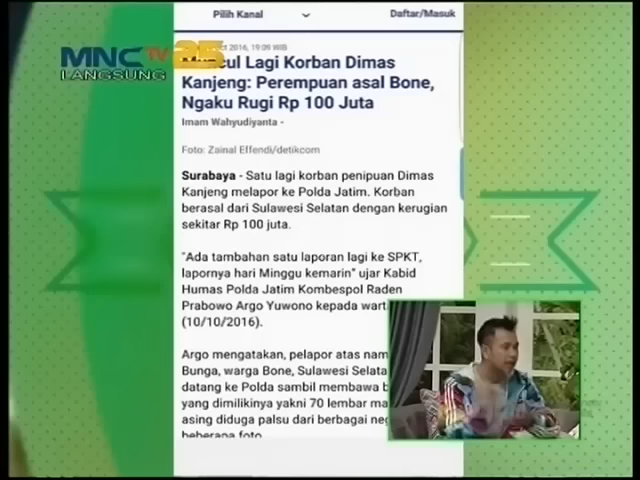 Pilih Kanal
Daftar/Masuk
MNCTV 25
LANGSUNG
2016, 19:09 WIB
Lagi Korban Dimas
Kanjeng: Perempuan asal Bone,
Ngaku Rugi Rp 100 Juta
Imam Wahyudiyanta -
Foto: Zainal Effendi/detikcom
Surabaya - Satu lagi korban penipuan Dimas
Kanjeng melapor ke Polda Jatim. Korban
berasal dari Sulawesi Selatan dengan kerugian
sekitar Rp 100 juta.
"Ada tambahan satu laporan lagi ke SPKT,
lapornya hari Minggu kemarin" ujar Kabid
Humas Polda Jatim Kombespol Raden
Prabowo Argo Yuwono kepada wart
(10/10/2016).
Argo mengatakan, pelapor atas nam
Bunga, warga Bone, Sulawesi Selata
datang ke Polda sambil membawa b
yang dimilikinya yakni 70 lembar ma
asing diduga palsu dari berbagai neg
beberapa foto